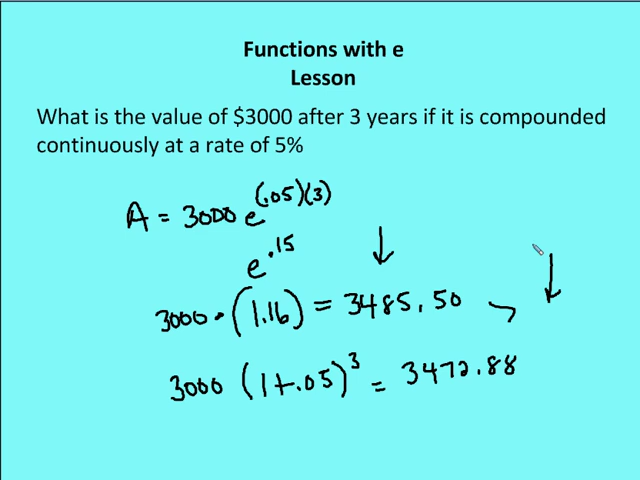 Functions with e
Lesson
What is the value of $3000 after 3 years if it is compounded
continuously at a rate of 5%
A = 3000 e^(.05)(3)
e^.15
3000 • (1.16) = 3485.50
3000 (1+.05)^3 = 3472.88